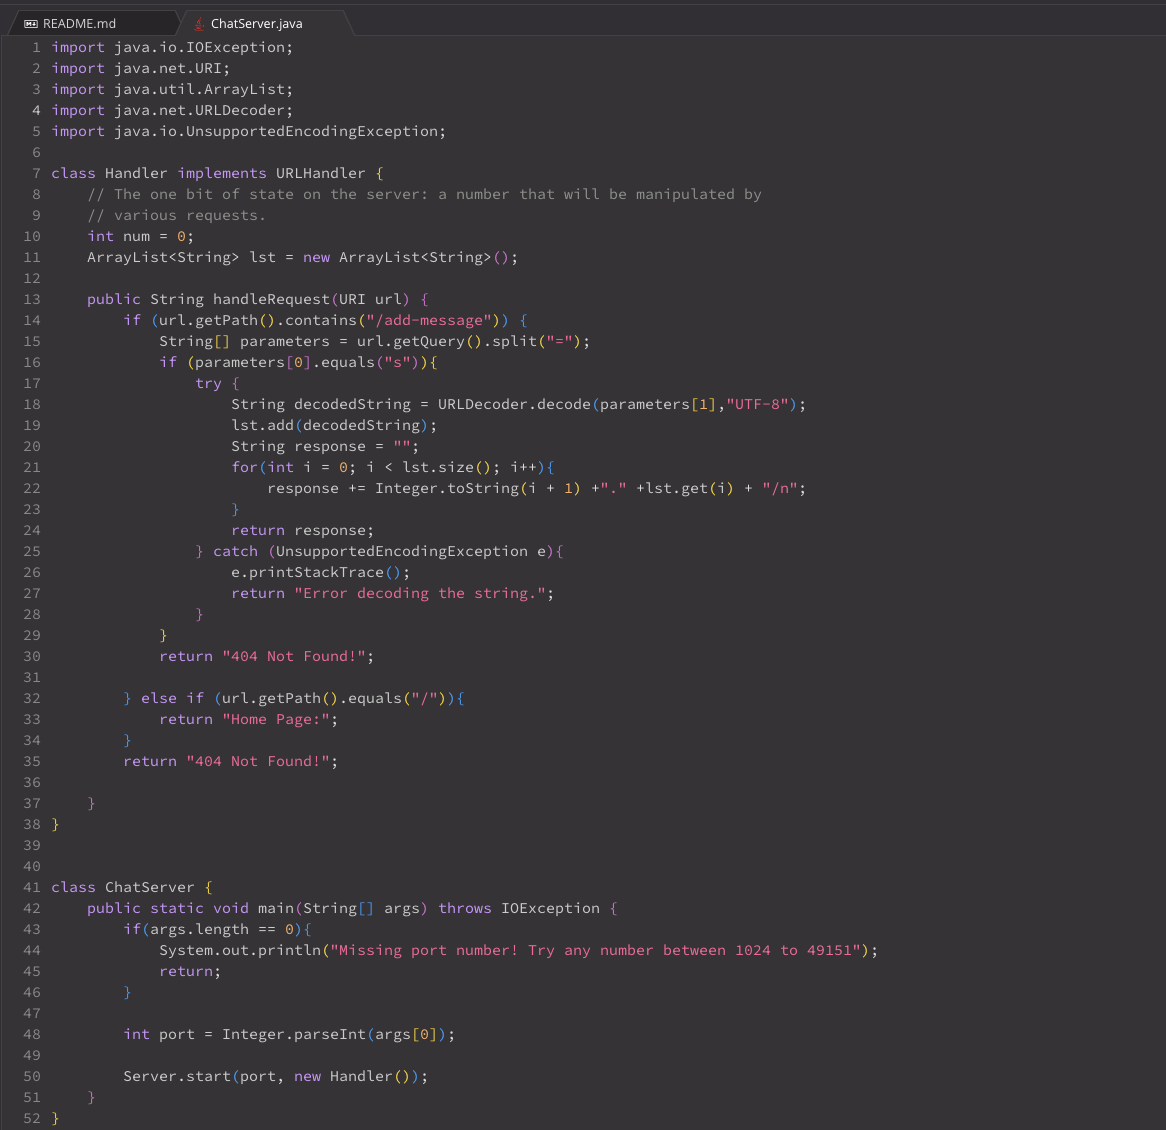 README.md
ChatServer.java
1 import java.io.IOException;
2 import java.net.URI;
3 import java.util.ArrayList;
4 import java.net.URLDecoder;
5 import java.io.UnsupportedEncodingException;
6
7 class Handler implements URLHandler {
8     // The one bit of state on the server: a number that will be manipulated by
9     // various requests.
10     int num = 0;
11     ArrayList<String> lst = new ArrayList<String>();
12
13     public String handleRequest(URI url) {
14         if (url.getPath().contains("/add-message")) {
15             String[] parameters = url.getQuery().split("=");
16             if (parameters[0].equals("s")){
17                 try {
18                     String decodedString = URLDecoder.decode(parameters[1],"UTF-8");
19                     lst.add(decodedString);
20                     String response = "";
21                     for(int i = 0; i < lst.size(); i++){
22                         response += Integer.toString(i + 1) +"." +lst.get(i) + "/n";
23                     }
24                     return response;
25                 } catch (UnsupportedEncodingException e){
26                     e.printStackTrace();
27                     return "Error decoding the string.";
28                 }
29             }
30             return "404 Not Found!";
31
32         } else if (url.getPath().equals("/")){
33             return "Home Page:";
34         }
35         return "404 Not Found!";
36
37     }
38 }
39
40
41 class ChatServer {
42     public static void main(String[] args) throws IOException {
43         if(args.length == 0){
44             System.out.println("Missing port number! Try any number between 1024 to 49151");
45             return;
46         }
47
48         int port = Integer.parseInt(args[0]);
49
50         Server.start(port, new Handler());
51     }
52 }